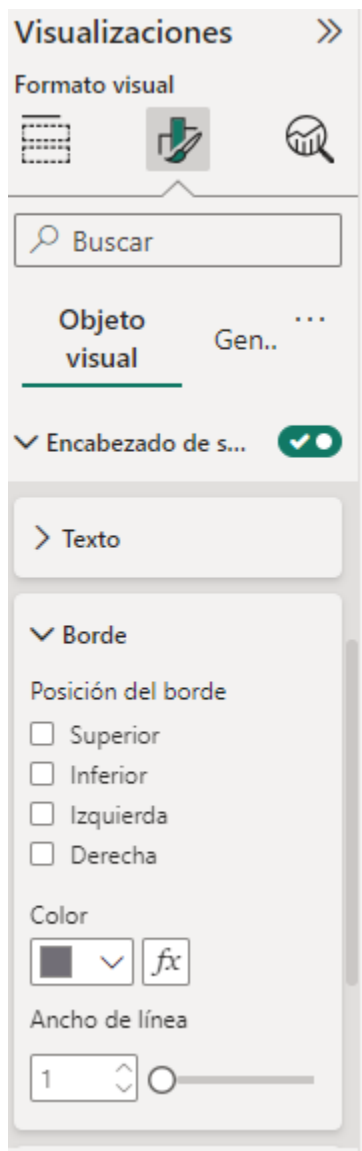 Visualizaciones
Formato visual
Buscar
Objeto
visual
Gen..
...
Encabezado de s...
Texto
Borde
Posición del borde
Superior
Inferior
Izquierda
Derecha
Color
fx
Ancho de línea
1